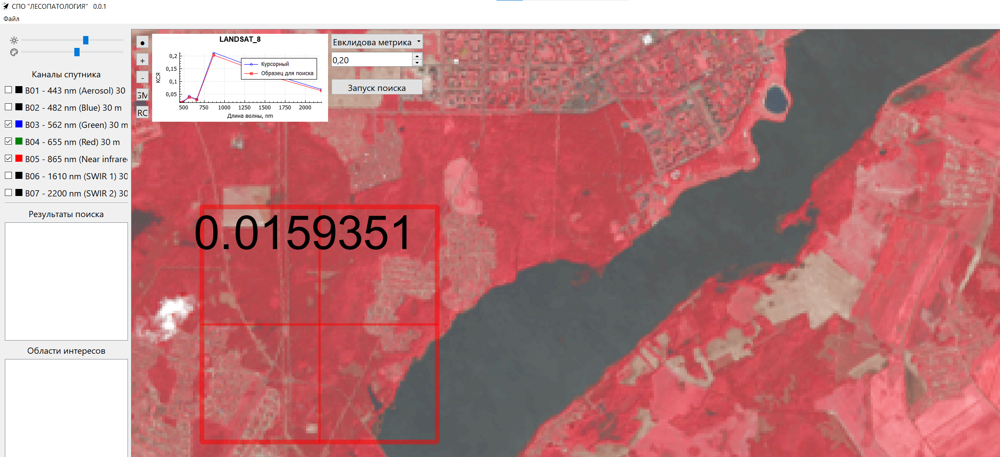 СПО "ЛЕСОПАТОЛОГИЯ" 0.0.1
Файл
Каналы спутника
B01 - 443 nm (Aerosol) 30
B02 - 482 nm (Blue) 30 m
B03 - 562 nm (Green) 30 m
B04 - 655 nm (Red) 30 m
B05 - 865 nm (Near infrare
B06 - 1610 nm (SWIR 1) 30
B07 - 2200 nm (SWIR 2) 30
Результаты поиска
Области интересов
+
-
GM
RC
LANDSAT_8
КСЯ
0,2
0,15
0,1
0,05
500 750 1000 1250 1500 1750 2000
Длина волны, nm
Курсорный
Образец для поиска
Евклидова метрика
0,20
Запуск поиска
0.0159351